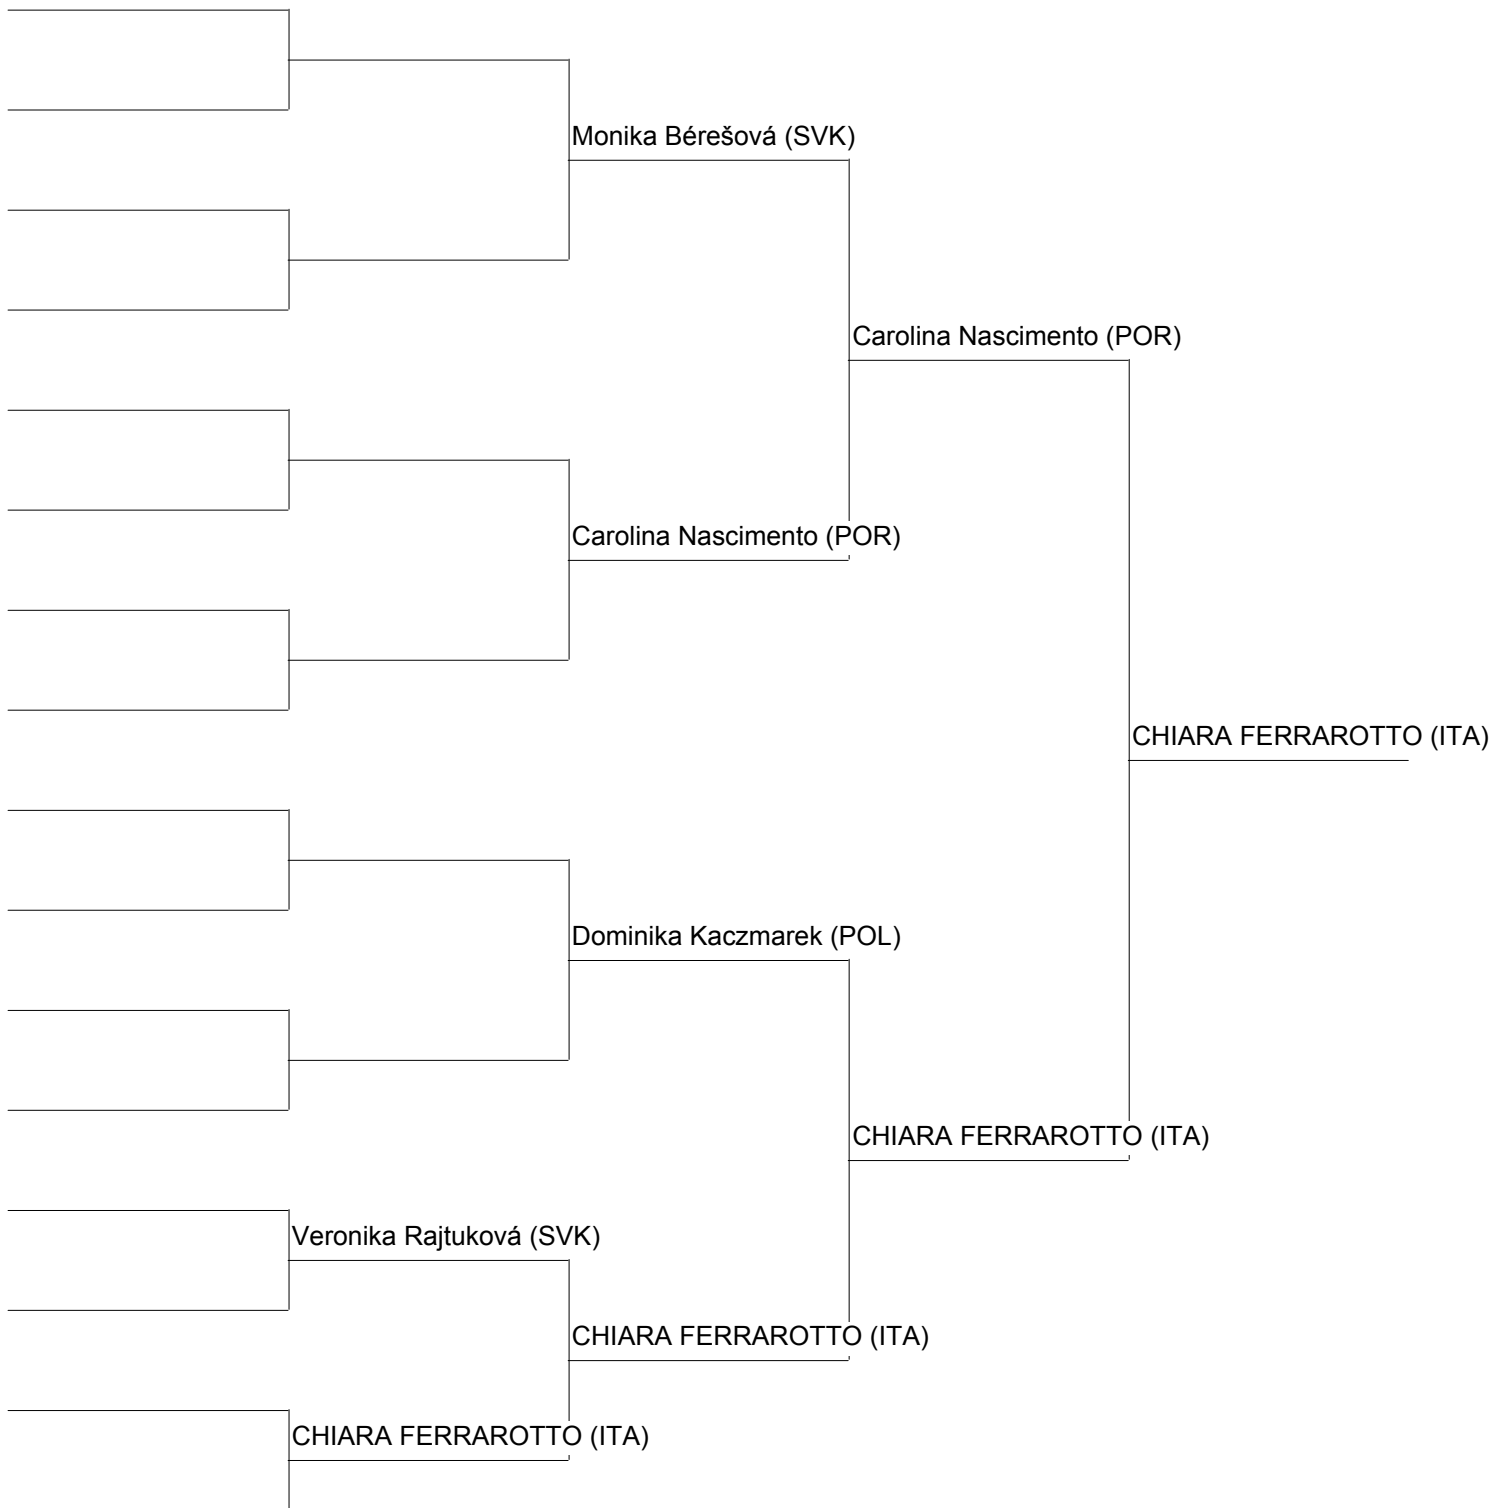 Monika Bérešová (SVK)
Carolina Nascimento (POR)
Carolina Nascimento (POR)
CHIARA FERRAROTTO (ITA)
Dominika Kaczmarek (POL)
CHIARA FERRAROTTO (ITA)
Veronika Rajtuková (SVK)
CHIARA FERRAROTTO (ITA)
CHIARA FERRAROTTO (ITA)